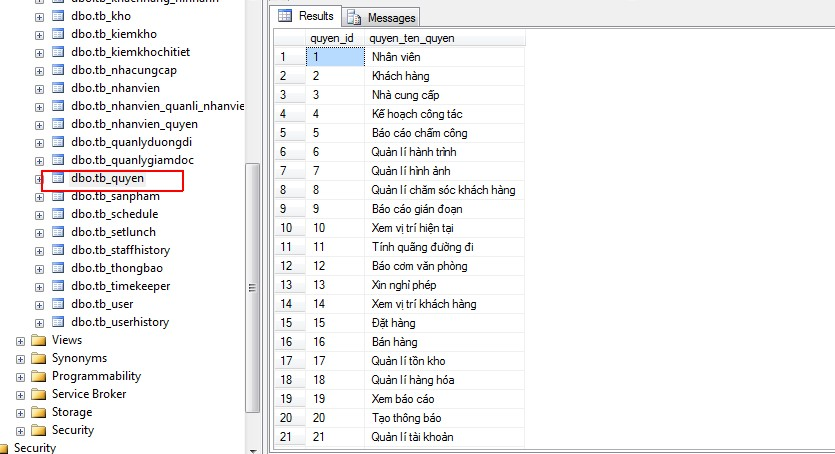 dbo.tb_kho
dbo.tb_kiemkho
dbo.tb_kiemkhochitiet
dbo.tb_nhacungcap
dbo.tb_nhanvien
dbo.tb_nhanvien_quanli_nhanvie
dbo.tb_nhanvien_quyen
dbo.tb_quanlyduongdi
dbo.tb_quanlygiamdoc
dbo.tb_quyen
dbo.tb_sanpham
dbo.tb_schedule
dbo.tb_setlunch
dbo.tb_staffhistory
dbo.tb_thongbao
dbo.tb_timekeeper
dbo.tb_user
dbo.tb_userhistory
Views
Synonyms
Programmability
Service Broker
Storage
Security
Security
Results Messages
quyen_id quyen_ten_quyen
1 1 Nhân viên
2 2 Khách hàng
3 3 Nhà cung cấp
4 4 Kế hoạch công tác
5 5 Báo cáo chấm công
6 6 Quản lí hành trình
7 7 Quản lí hình ảnh
8 8 Quản lí chăm sóc khách hàng
9 9 Báo cáo gián đoạn
10 10 Xem vị trí hiện tại
11 11 Tính quãng đường đi
12 12 Báo cơm văn phòng
13 13 Xin nghỉ phép
14 14 Xem vị trí khách hàng
15 15 Đặt hàng
16 16 Bán hàng
17 17 Quản lí tồn kho
18 18 Quản lí hàng hóa
19 19 Xem báo cáo
20 20 Tạo thông báo
21 21 Quản lí tài khoản